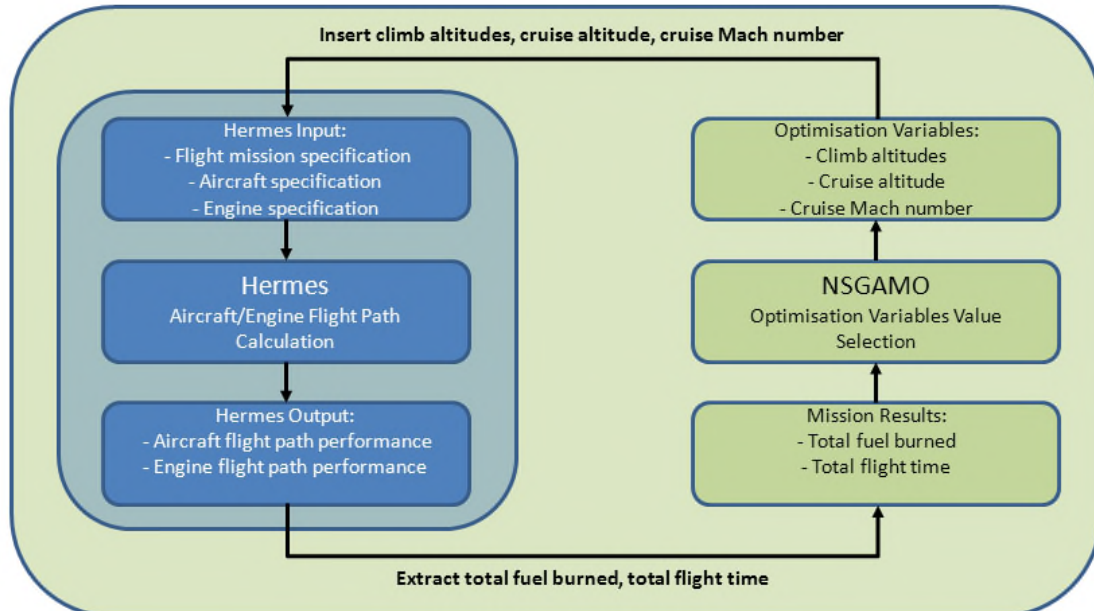 Insert climb altitudes, cruise altitude, cruise Mach number
Hermes Input:
- Flight mission specification
- Aircraft specification
- Engine specification
Hermes
Aircraft/Engine Flight Path
Calculation
Hermes Output:
- Aircraft flight path performance
- Engine flight path performance
Optimisation Variables:
- Climb altitudes
- Cruise altitude
- Cruise Mach number
NSGAMO
Optimisation Variables Value
Selection
Mission Results:
- Total fuel burned
- Total flight time
Extract total fuel burned, total flight time